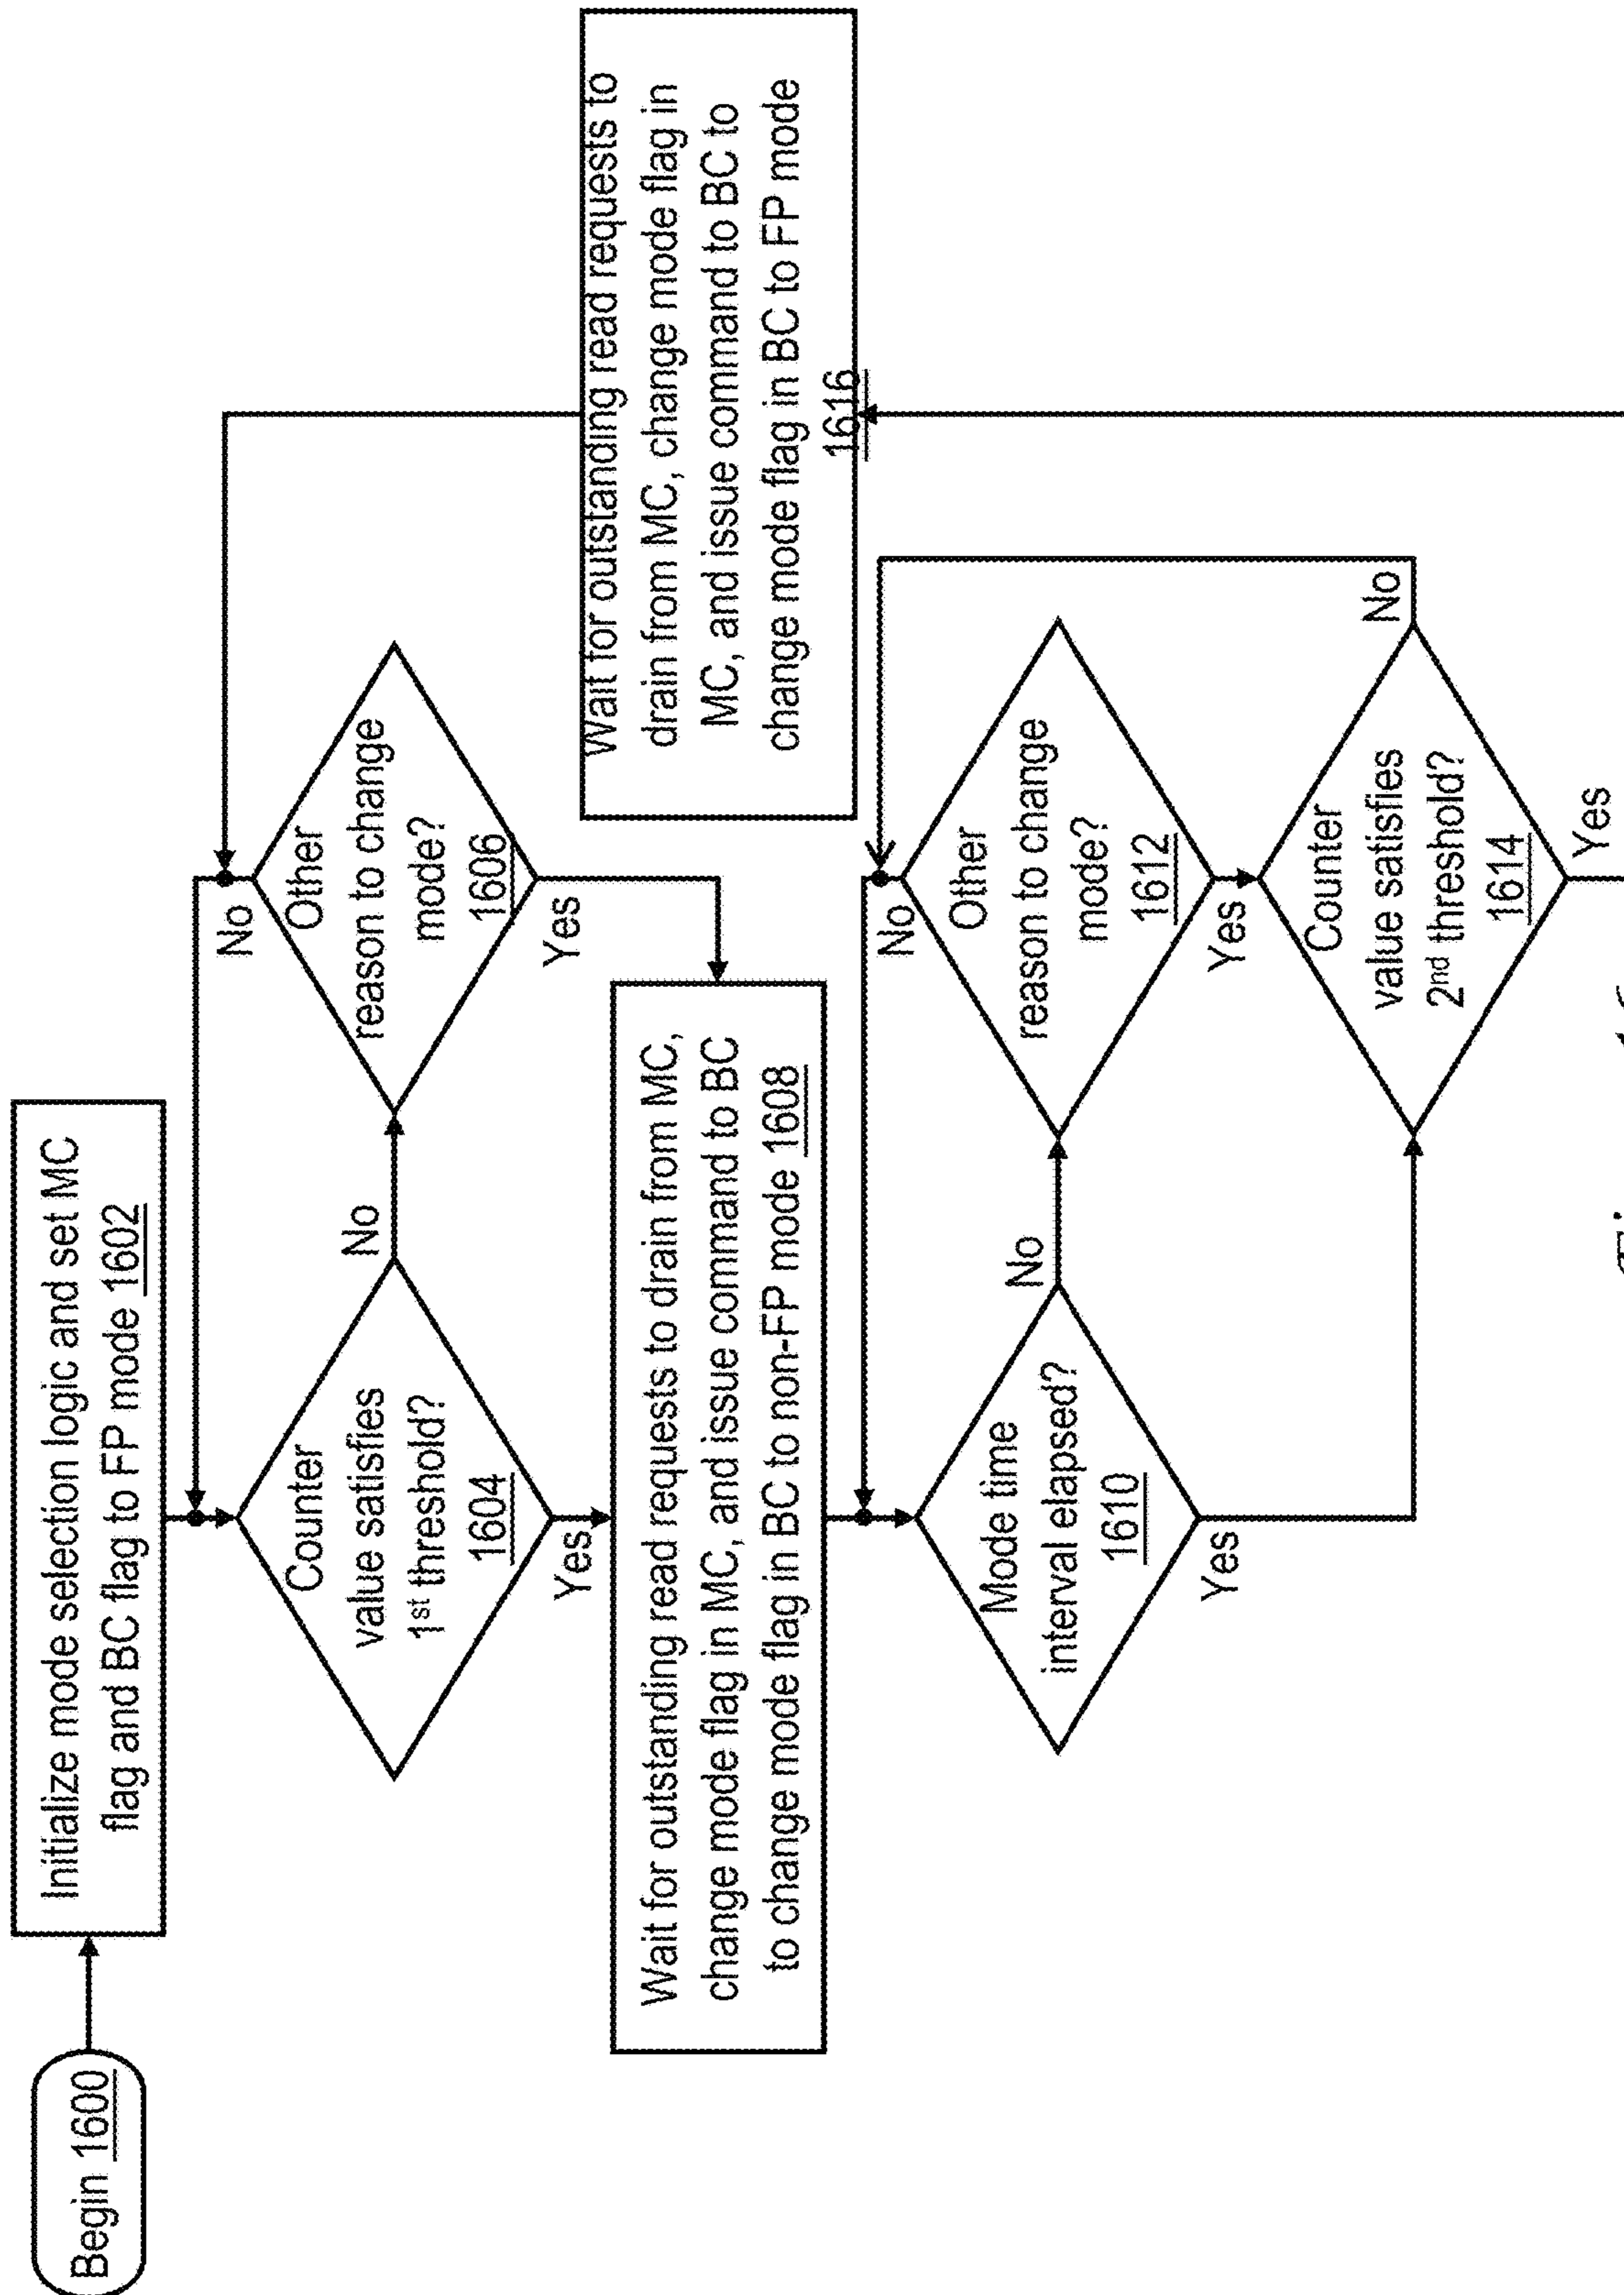 Begin 1600
Initialize mode selection logic and set MC
flag and BC flag to FP mode 1602
Counter
value satisfies
1st threshold?
1604
No
Yes
Other
reason to change
mode?
1606
No
Yes
Wait for outstanding read requests to drain from MC,
change mode flag in MC, and issue command to BC
to change mode flag in BC to non-FP mode 1608
Mode time
interval elapsed?
1610
No
Yes
Other
reason to change
mode?
1612
No
Yes
Counter
value satisfies
2nd threshold?
1614
No
Yes
Wait for outstanding read requests to
drain from MC, change mode flag in
MC, and issue command to BC to
change mode flag in BC to FP mode
1616